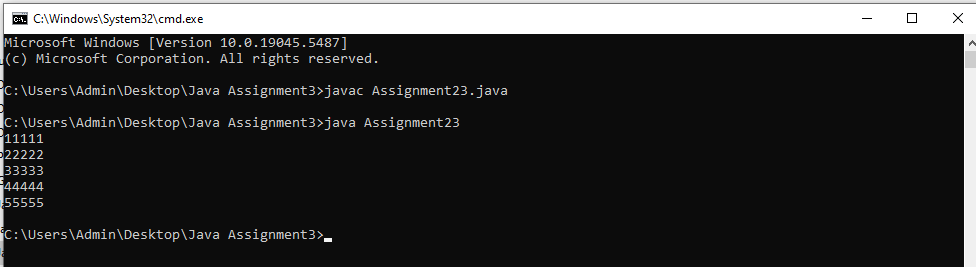 C:\Windows\System32\cmd.exe
Microsoft Windows [Version 10.0.19045.5487]
(c) Microsoft Corporation. All rights reserved.
C:\Users\Admin\Desktop\Java Assignment3>javac Assignment23.java
C:\Users\Admin\Desktop\Java Assignment3>java Assignment23
11111
22222
33333
44444
55555
C:\Users\Admin\Desktop\Java Assignment3>